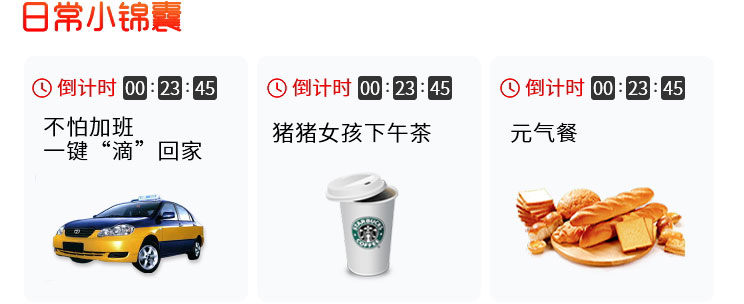 日常小锦囊
倒计时 00:23:45
倒计时 00:23:45
倒计时 00:23:45
不怕加班
一键“滴”回家
猪猪女孩下午茶
元气餐
STARBUCKS
COFFEE